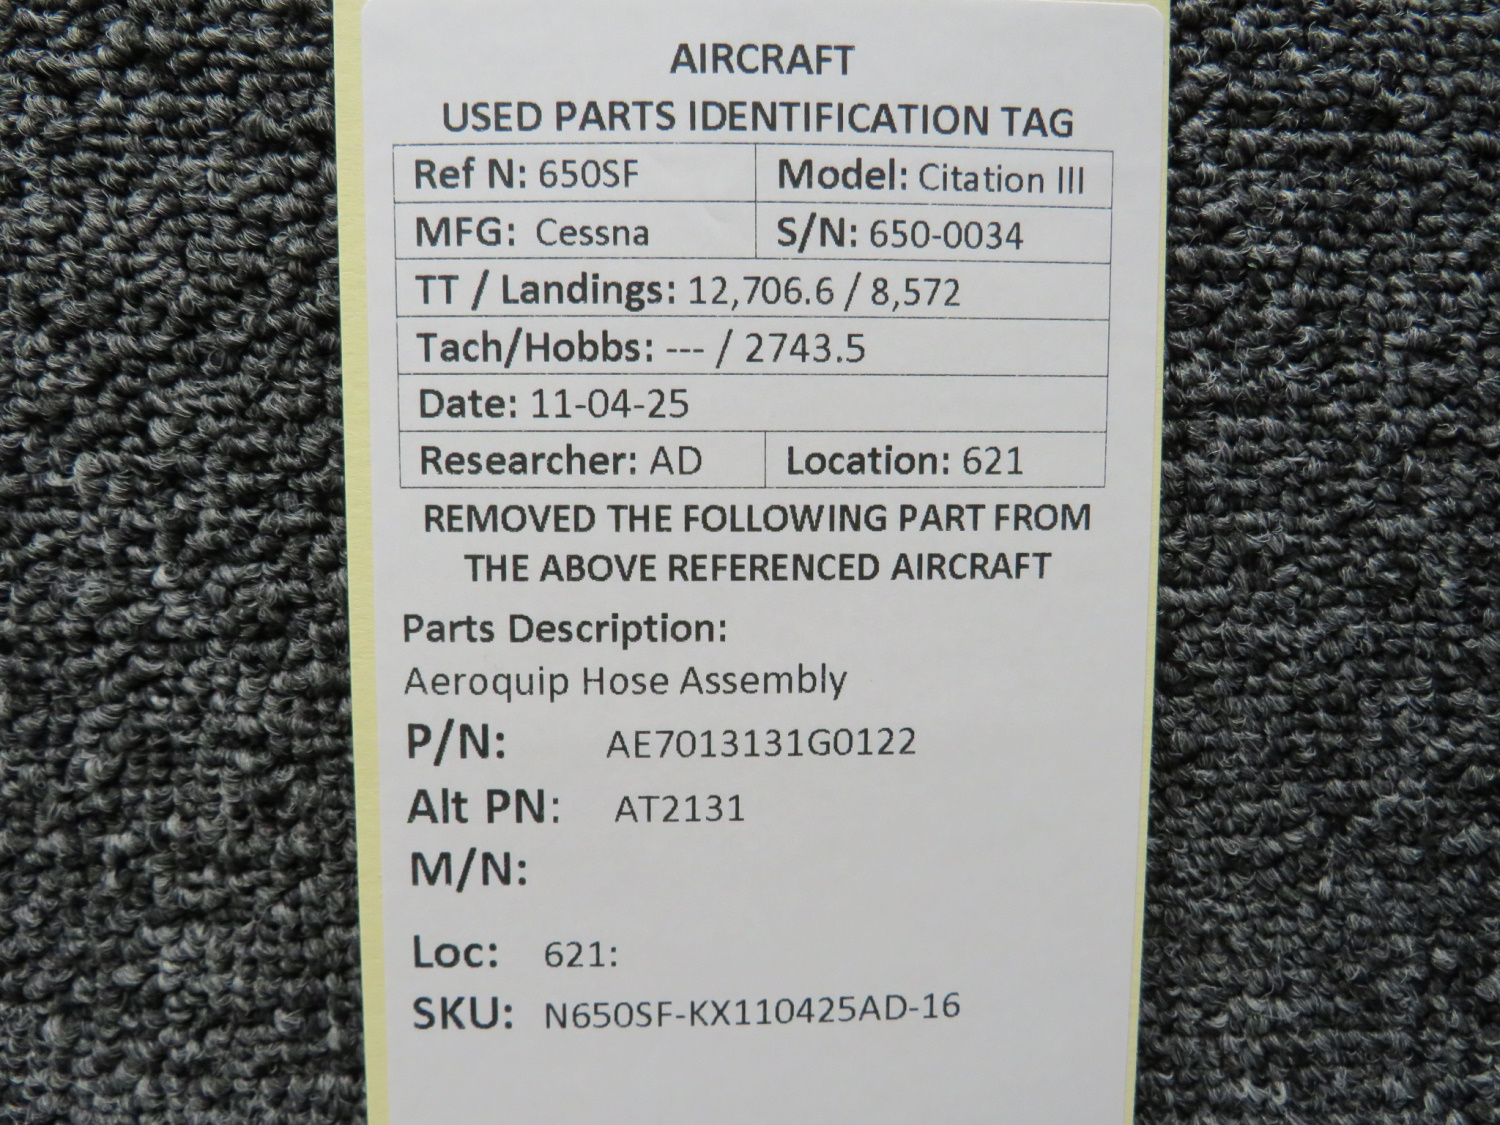 AIRCRAFT
USED PARTS IDENTIFICATION TAG
Ref N: 650SF Model: Citation III
MFG: Cessna S/N: 650-0034
TT / Landings: 12,706.6 / 8,572
Tach/Hobbs: --- / 2743.5
Date: 11-04-25
Researcher: AD Location: 621
REMOVED THE FOLLOWING PART FROM
THE ABOVE REFERENCED AIRCRAFT
Parts Description:
Aeroquip Hose Assembly
P/N: AE7013131G0122
Alt PN: AT2131
M/N:
Loc: 621:
SKU: N650SF-KX110425AD-16